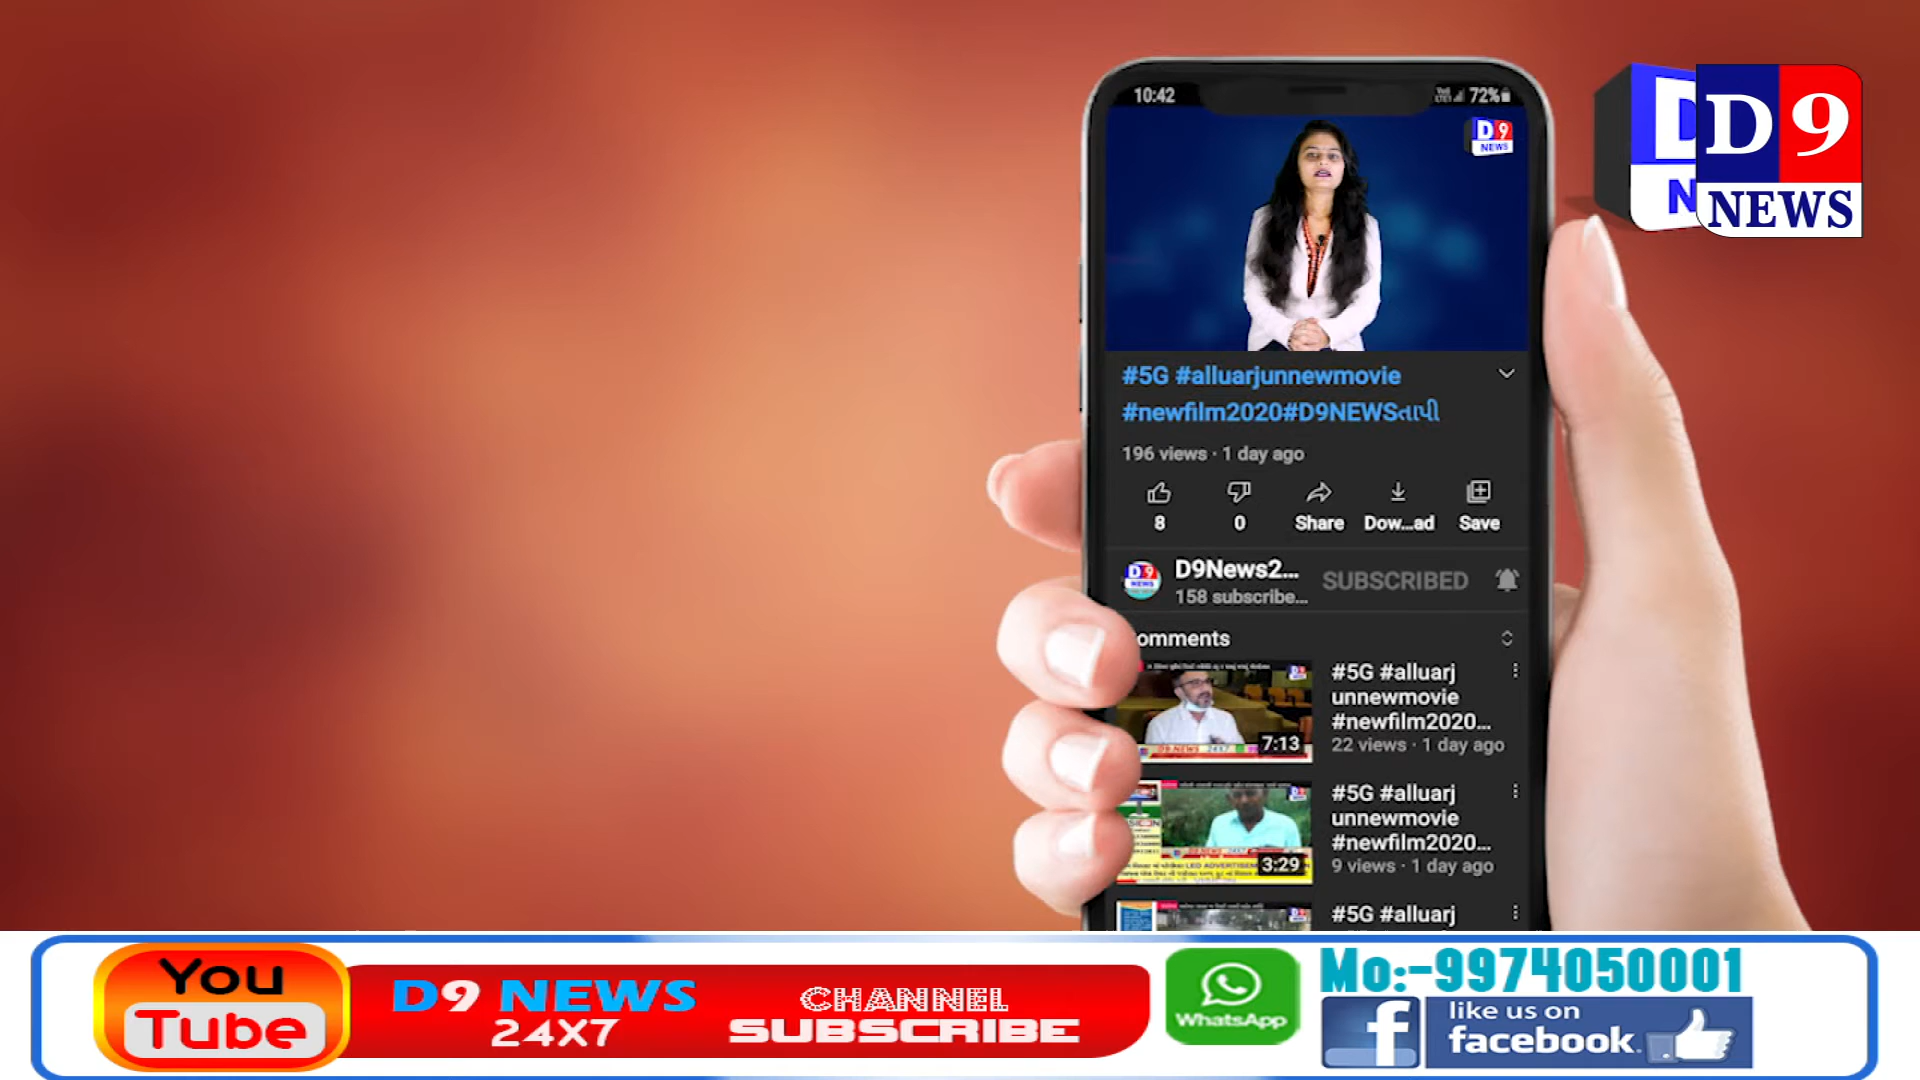 10:42
72%
D9
NEWS
D
N
D9
NEWS
#5G #alluarjunnewmovie
#newfilm2020#D9NEWSતાપી
196 views · 1 day ago
8
0
Share
Dow...ad
Save
D9News2...
SUBSCRIBED
158 subscribe...
omments
#5G #alluarj
unnewmovie
#newfilm2020...
22 views · 1 day ago
7:13
#5G #alluarj
unnewmovie
#newfilm2020...
9 views · 1 day ago
3:29
#5G #alluarj
You
Tube
D9 NEWS
24X7
CHANNEL
SUBSCRIBE
WhatsApp
Mo:-9974050001
f
like us on
facebook.